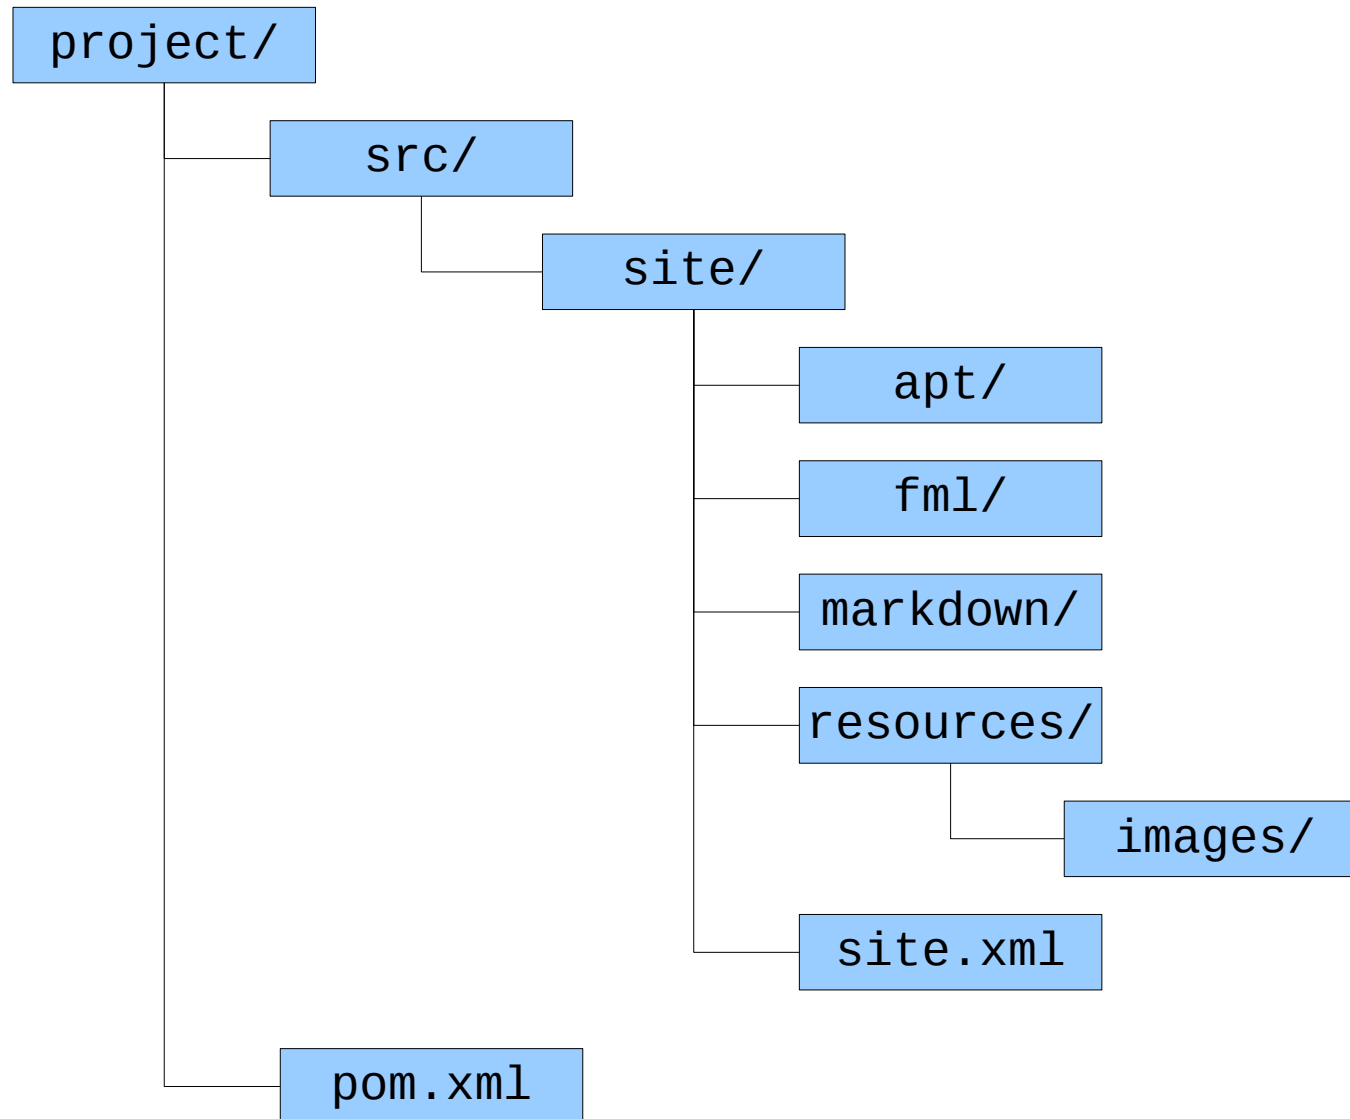 project/
src/
site/
apt/
fml/
markdown/
resources/
images/
site.xml
pom.xml